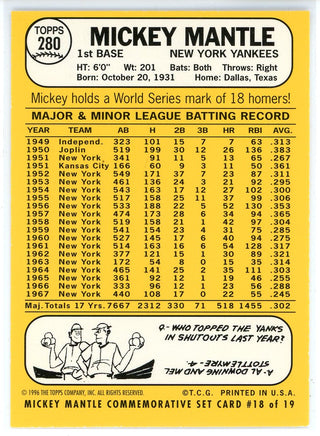 TOPPS
280
MICKEY MANTLE
1st BASE NEW YORK YANKEES
HT: 6'0" Wt: 201 Bats: Both Throws: Right
Born: October 20, 1931 Home: Dallas, Texas
Mickey holds a World Series mark of 18 homers!
MAJOR & MINOR LEAGUE BATTING RECORD
YEAR TEAM AB H 2B 3B HR RBI AVG.
1949 Independ. 323 101 15 7 7 63 .313
1950 Joplin 519 199 30 12 26 136 .383
1951 New York 341 91 11 5 13 65 .267
1951 Kansas City 166 60 9 3 11 50 .361
1952 New York 549 171 37 7 23 87 .311
1953 New York 461 136 24 3 21 92 .295
1954 New York 543 163 17 12 27 102 .300
1955 New York 517 158 25 11 37 99 .306
1956 New York 533 188 22 5 52 130 .353
1957 New York 474 173 28 6 34 94 .365
1958 New York 519 158 21 1 42 97 .304
1959 New York 541 154 23 4 31 75 .285
1960 New York 527 145 17 6 40 94 .275
1961 New York 514 163 16 6 54 128 .317
1962 New York 377 121 15 1 30 89 .321
1963 New York 172 54 8 0 15 35 .314
1964 New York 465 141 25 2 35 111 .303
1965 New York 361 92 12 1 19 46 .255
1966 New York 333 96 12 1 23 56 .288
1967 New York 440 108 17 0 22 55 .245
Maj. Totals 17 Yrs. 7667 2312 330 71 518 1455 .302
Q- WHO TOPPED THE YANKS
IN SHUTOUTS LAST YEAR?
A- AL DOWNING AND MEL
STOTTLEMYRE-4
© 1996 THE TOPPS COMPANY, INC. ALL RIGHTS RESERVED. ©T.C.G. PRINTED IN U.S.A.
MICKEY MANTLE COMMEMORATIVE SET CARD #18 of 19